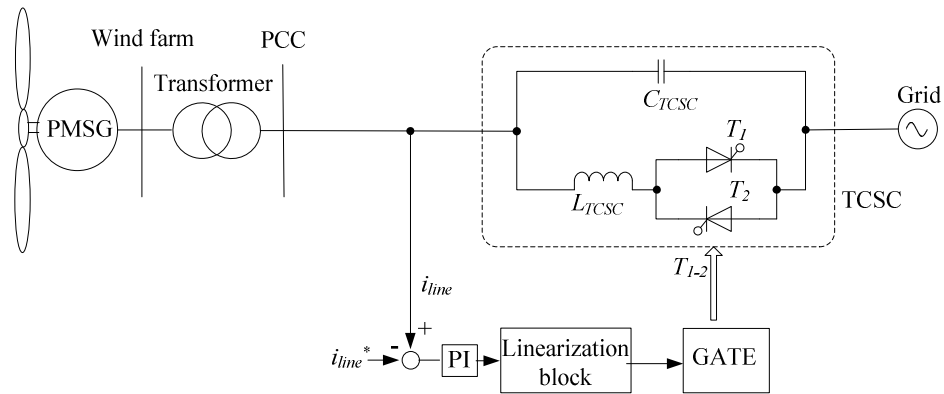 Wind farm
PCC
Transformer
PMSG
C_TCSC
Grid
T_1
T_2
L_TCSC
TCSC
T_1-2
i_line
+
-
i_line*
PI
Linearization
block
GATE